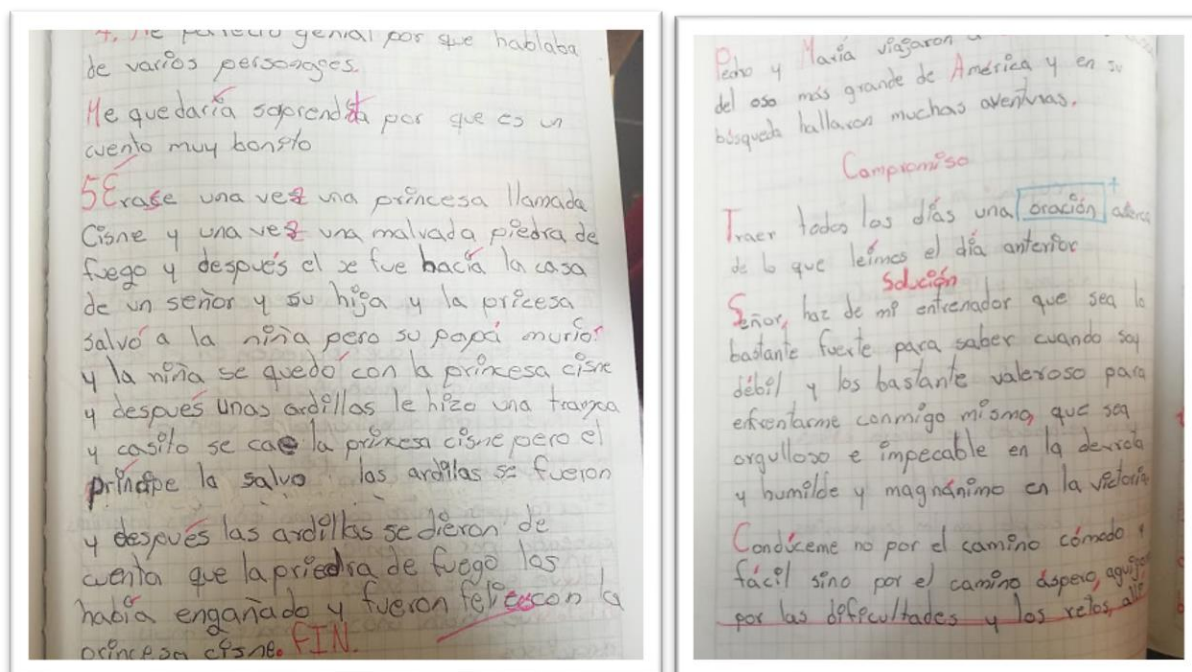 4. Me pareció genial por que hablaba
de varios personages.
Me quedaría soprendita por que es un
cuento muy bonito
5 Erase una vez una princesa llamada
Cisne y una vez una malvada piedra de
fuego y después el se fue hacía la casa
de un señor y su hija y la pricesa
salvó a la niña pero su papá murió
y la niña se quedó con la princesa cisne
y después unas ardillas le hizo una trampa
y casito se cae la princesa cisne pero el
príncipe la salvo las ardillas se fueron
y después las ardillas se dieron de
cuenta que la priedra de fuego las
había engañado y fueron felices con la
princesa cisne. FIN.
Pedro y María viajaron
del oso más grande de América y en su
búsqueda hallaron muchas aventuras.
Compromiso
Traer todos los días una oración
de lo que leímos el día anterior
Solución
Señor, haz de mi entrenador que sea lo
bastante fuerte para saber cuando soy
débil y los bastante valeroso para
enfrentarme conmigo mismo, que sea
orgulloso e impecable en la derrota
y humilde y magnánimo en la victoria
Condúceme no por el camino cómodo y
fácil sino por el camino áspero,
por las dificultades y los retos, allí